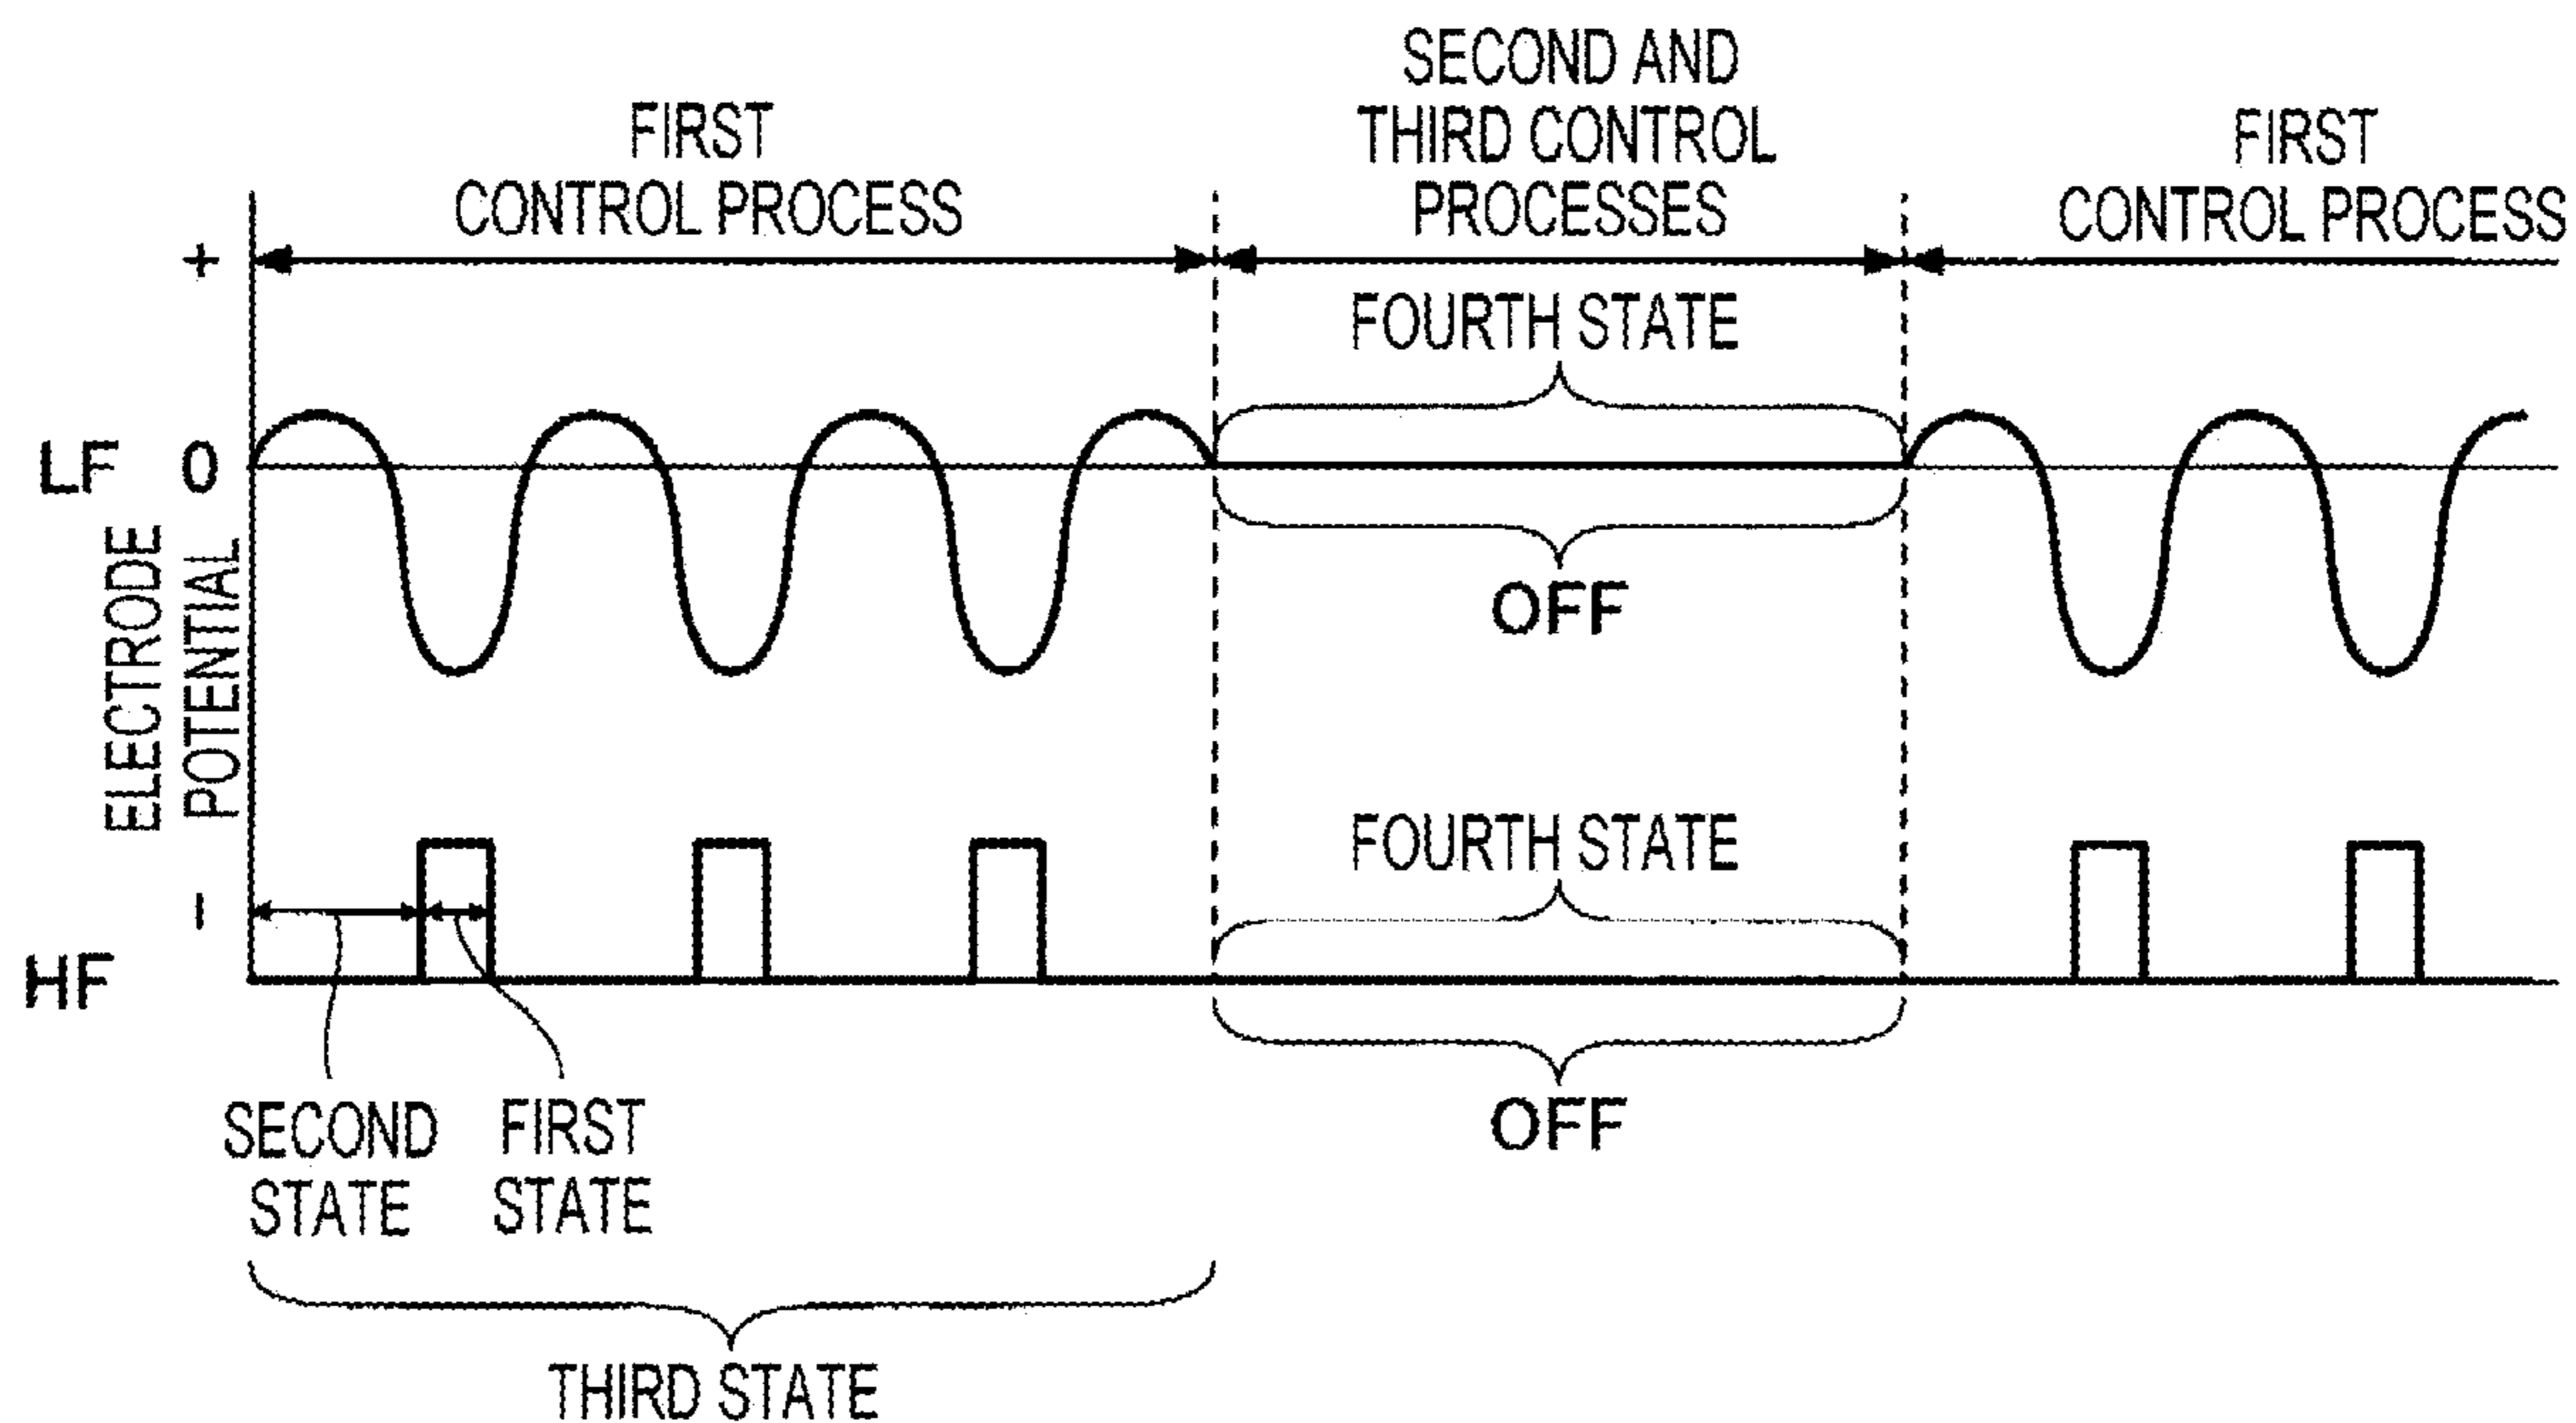 SECOND AND
THIRD CONTROL
PROCESSES
FIRST
CONTROL PROCESS
FIRST
CONTROL PROCESS
+
FOURTH STATE
LF
0
OFF
ELECTRODE
POTENTIAL
FOURTH STATE
-
HF
OFF
SECOND
STATE
FIRST
STATE
THIRD STATE